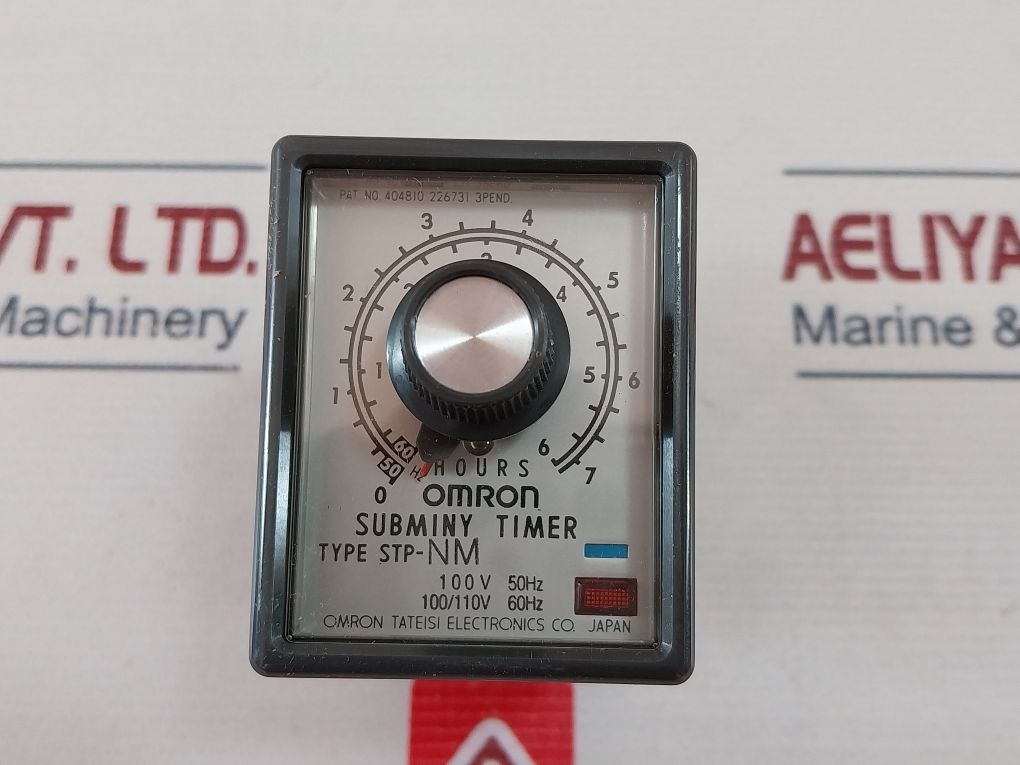 VT. LTD.
Machinery
AELIYA
Marine &
PAT. NO. 404810 226731 3PEND.
3 4
2 5
1 6
0 7
2 3 4
1 5
6
60
50
Hz
HOURS
OMRON
SUBMINY TIMER
TYPE STP-NM
100V 50Hz
100/110V 60Hz
OMRON TATEISI ELECTRONICS CO. JAPAN